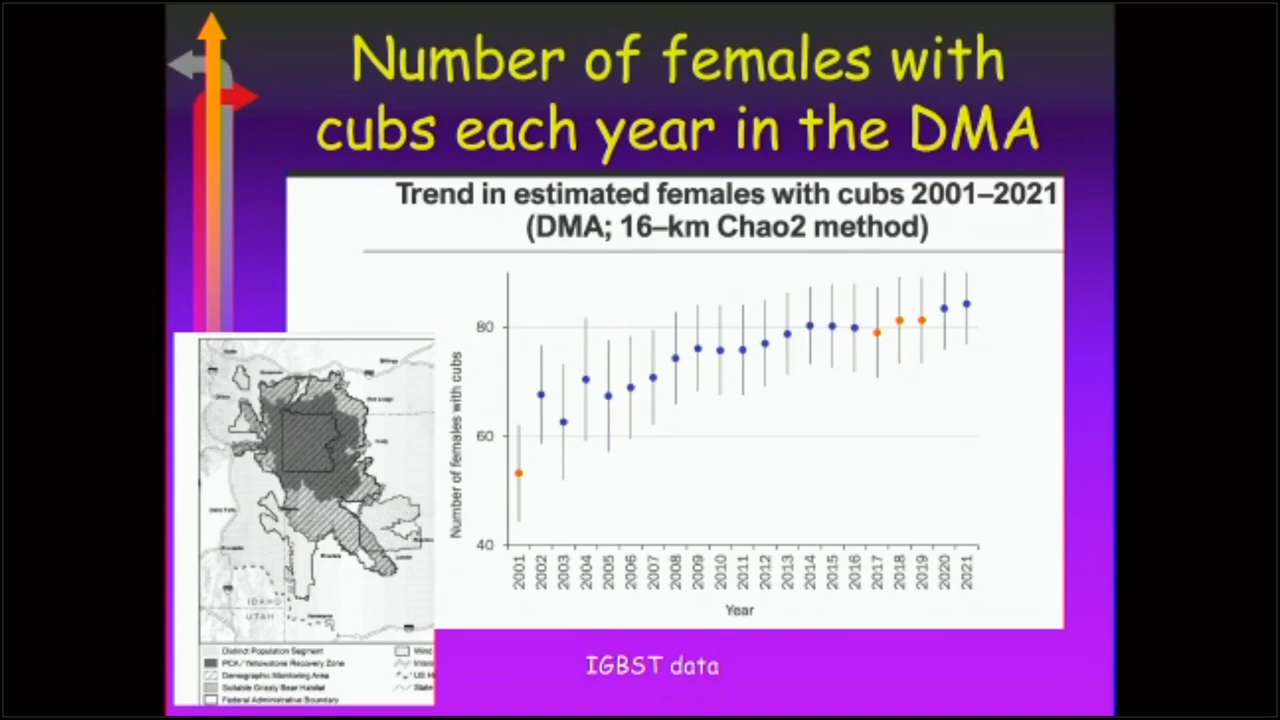 Number of females with
cubs each year in the DMA
Trend in estimated females with cubs 2001–2021
(DMA; 16–km Chao2 method)
Number of females with cubs
80
60
40
2001 2002 2003 2004 2005 2006 2007 2008 2009 2010 2011 2012 2013 2014 2015 2016 2017 2018 2019 2020 2021
Year
IDAHO
UTAH
Distinct Population Segment
PCA / Yellowstone Recovery Zone
Demographic Monitoring Area
Suitable Grizzly Bear Habitat
Federal Administrative Boundary
Wind
US H
State
IGBST data